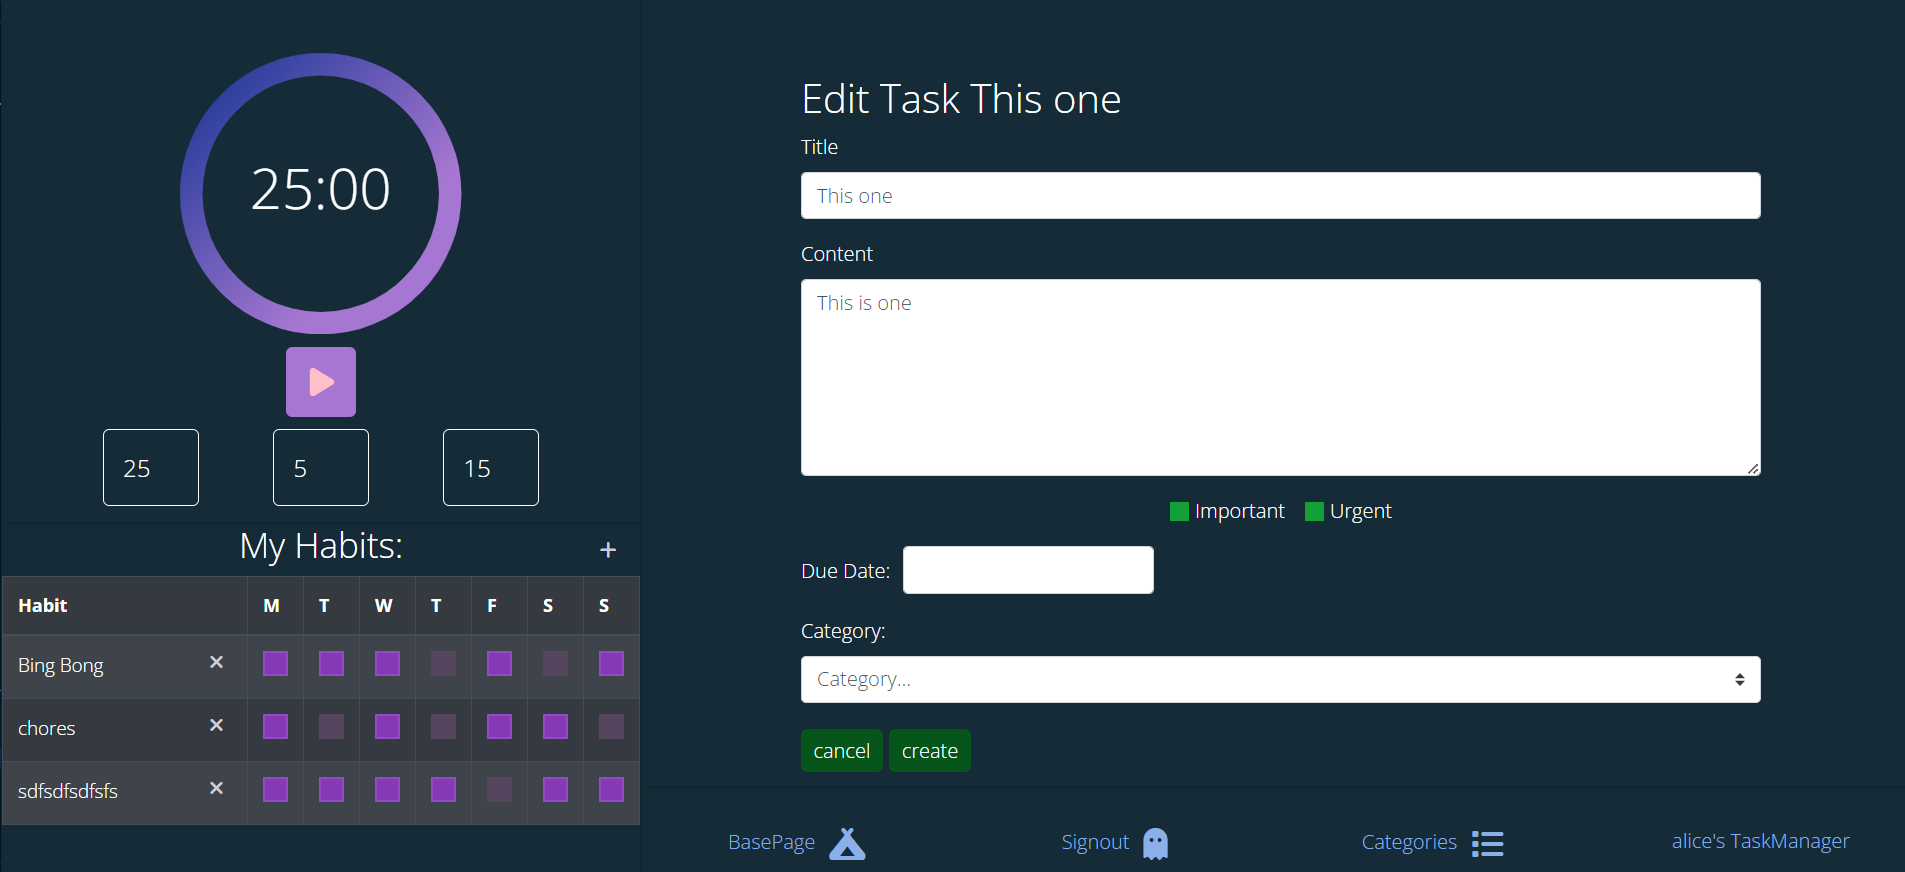 25:00
25 5 15
My Habits: +
Habit M T W T F S S
Bing Bong ×
chores ×
sdfsdfsdfsfs ×
Edit Task This one
Title
This one
Content
This is one
Important Urgent
Due Date:
Category:
Category...
cancel create
BasePage Signout Categories alice's TaskManager